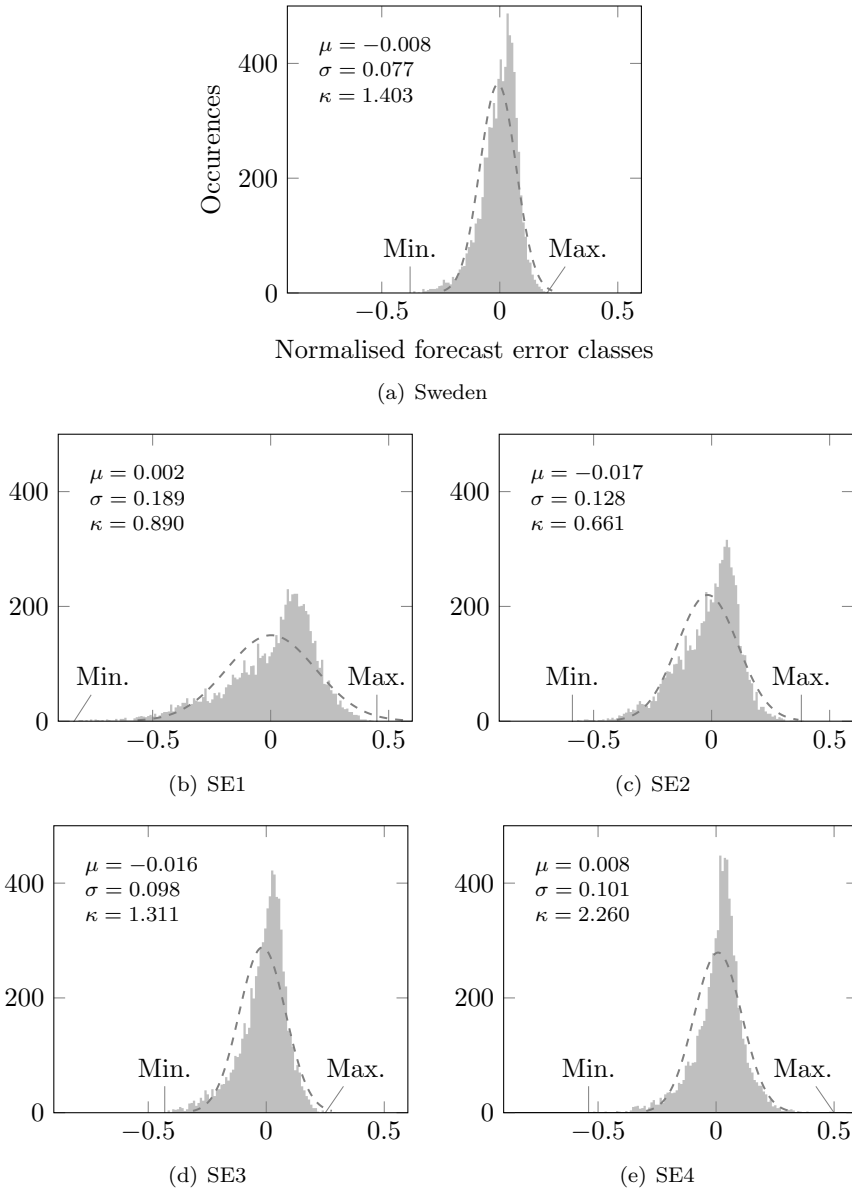 μ = −0.008
σ = 0.077
κ = 1.403
400
200
0
Occurences
Min.
Max.
−0.5
0
0.5
Normalised forecast error classes
(a) Sweden
μ = 0.002
σ = 0.189
κ = 0.890
400
200
0
Min.
Max.
−0.5
0
0.5
(b) SE1
μ = −0.017
σ = 0.128
κ = 0.661
400
200
0
Min.
Max.
−0.5
0
0.5
(c) SE2
μ = −0.016
σ = 0.098
κ = 1.311
400
200
0
Min.
Max.
−0.5
0
0.5
(d) SE3
μ = 0.008
σ = 0.101
κ = 2.260
400
200
0
Min.
Max.
−0.5
0
0.5
(e) SE4